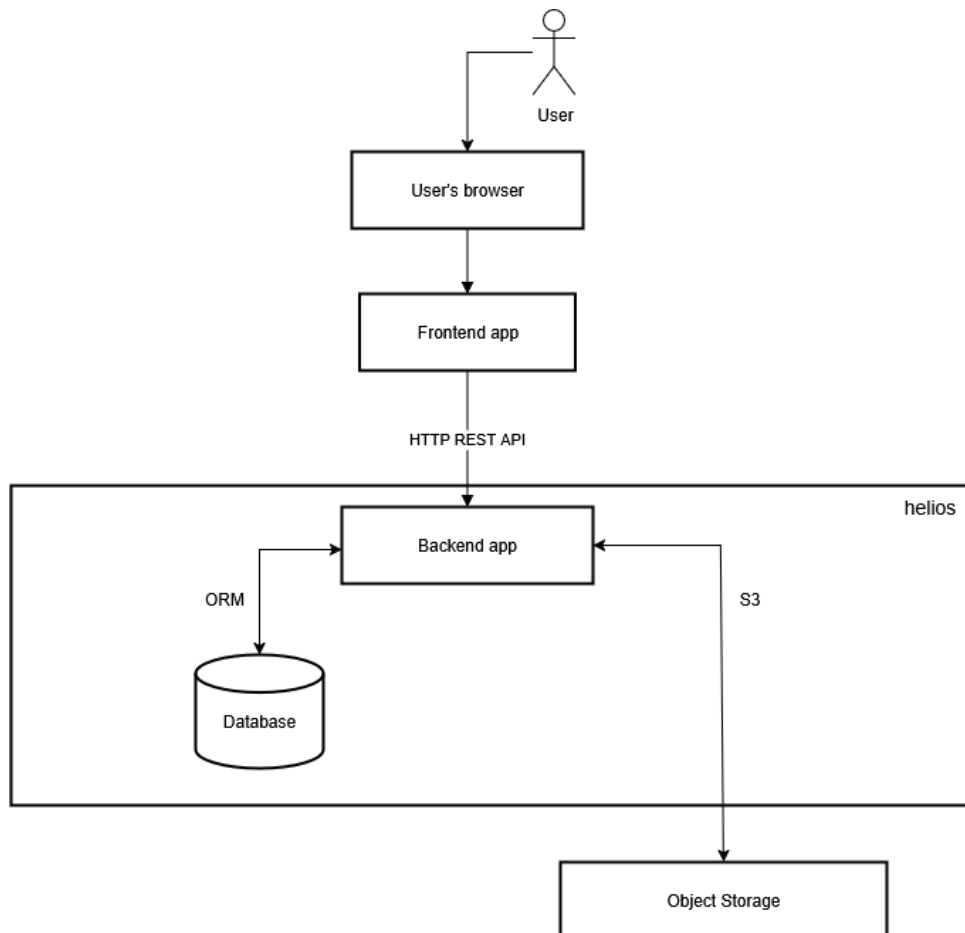 User
User's browser
Frontend app
HTTP REST API
helios
Backend app
ORM
S3
Database
Object Storage